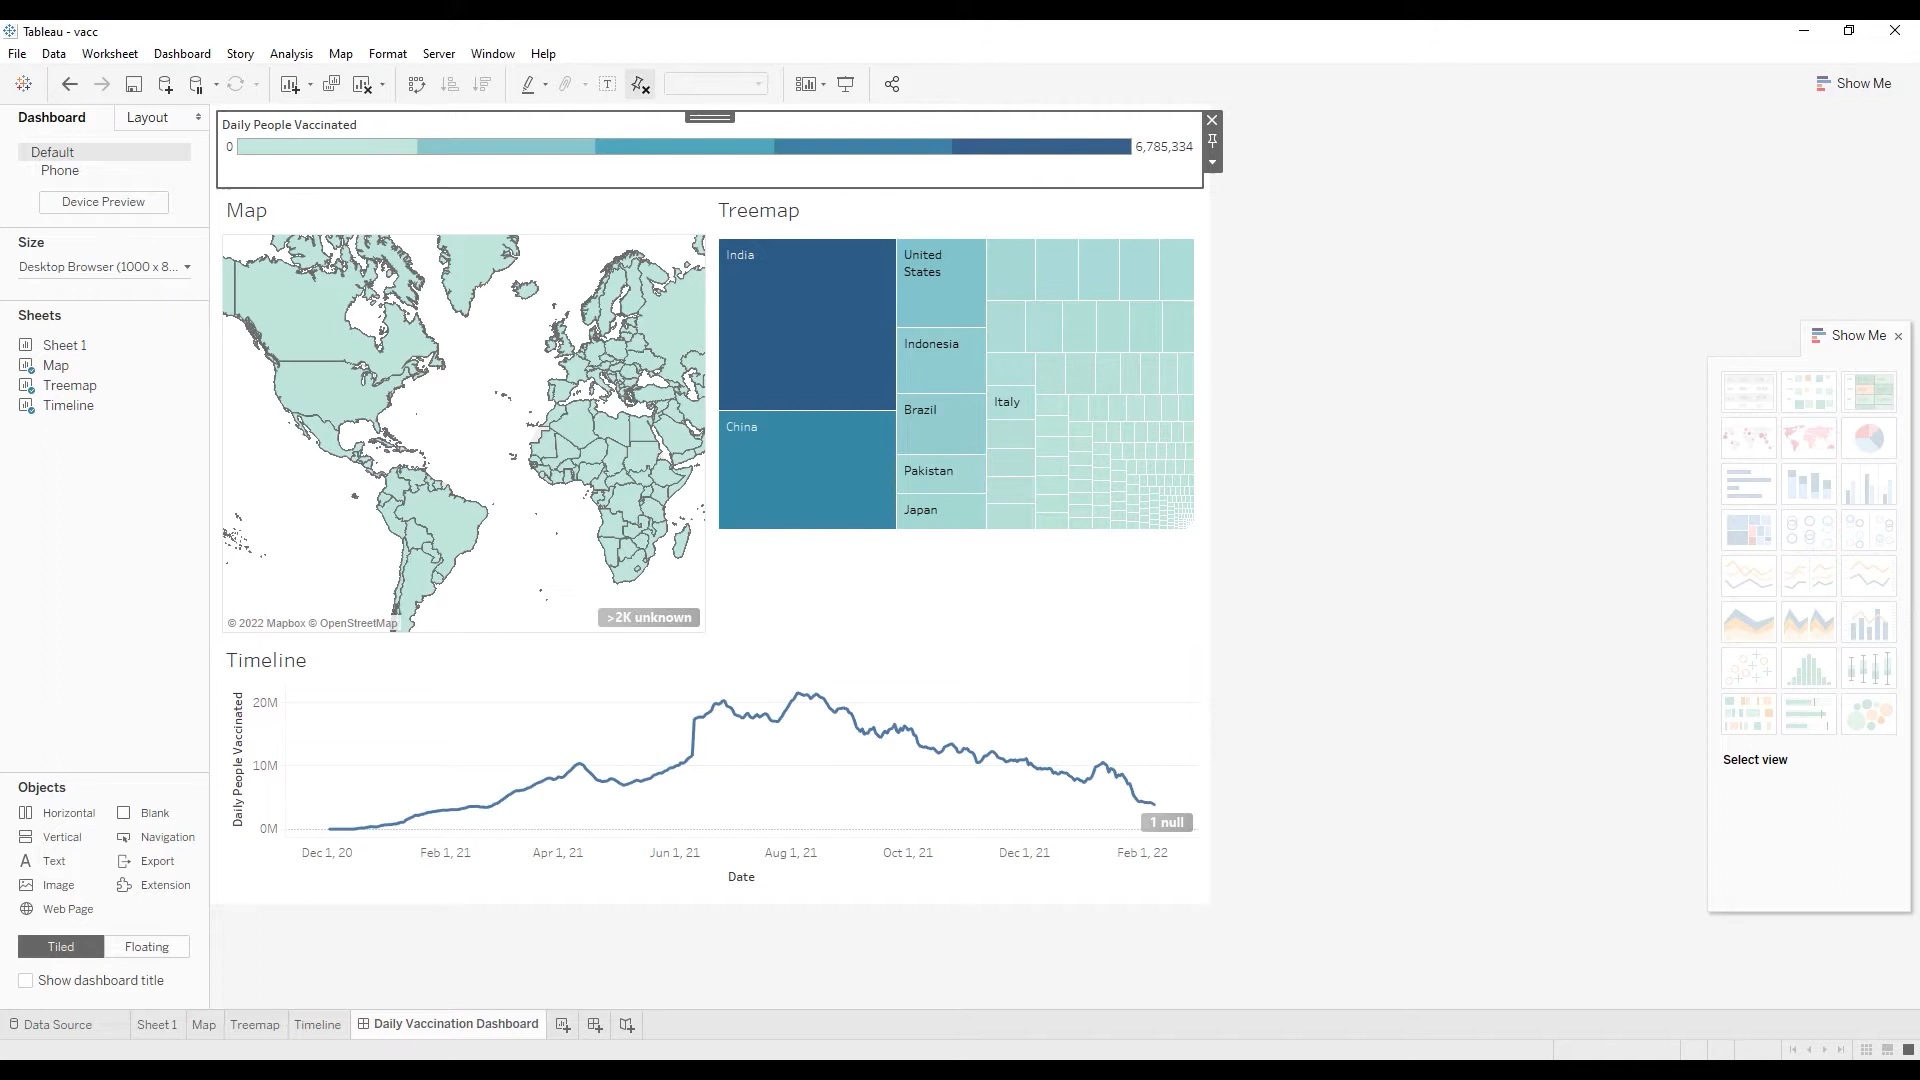 Tableau - vacc
File Data Worksheet Dashboard Story Analysis Map Format Server Window Help
Show Me
Dashboard Layout
Default
Phone
Device Preview
Size
Desktop Browser (1000 x 8...
Sheets
Sheet 1
Map
Treemap
Timeline
Objects
Horizontal Blank
Vertical Navigation
Text Export
Image Extension
Web Page
Tiled Floating
Show dashboard title
Daily People Vaccinated
0 6,785,334
Map
© 2022 Mapbox © OpenStreetMap
>2K unknown
Treemap
India
China
United
States
Indonesia
Brazil
Pakistan
Japan
Italy
Timeline
Daily People Vaccinated
20M
10M
0M
1 null
Dec 1, 20 Feb 1, 21 Apr 1, 21 Jun 1, 21 Aug 1, 21 Oct 1, 21 Dec 1, 21 Feb 1, 22
Date
Show Me
Select view
Data Source Sheet 1 Map Treemap Timeline Daily Vaccination Dashboard